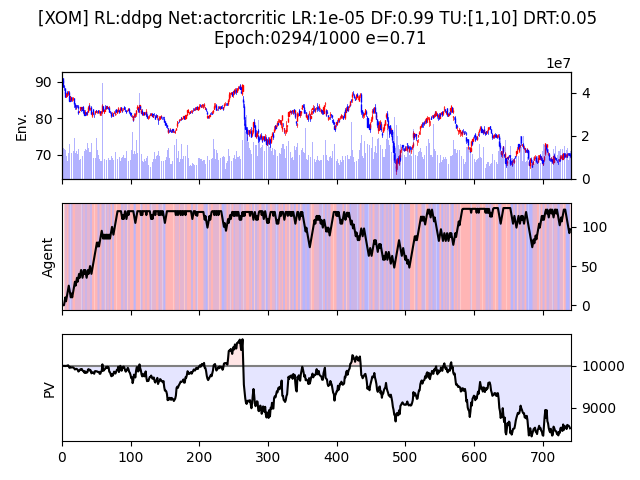 [XOM] RL:ddpg Net:actorcritic LR:1e-05 DF:0.99 TU:[1,10] DRT:0.05
Epoch:0294/1000 e=0.71
1e7
90
80
70
Env.
4
2
0
Agent
100
50
0
PV
10000
9000
0 100 200 300 400 500 600 700